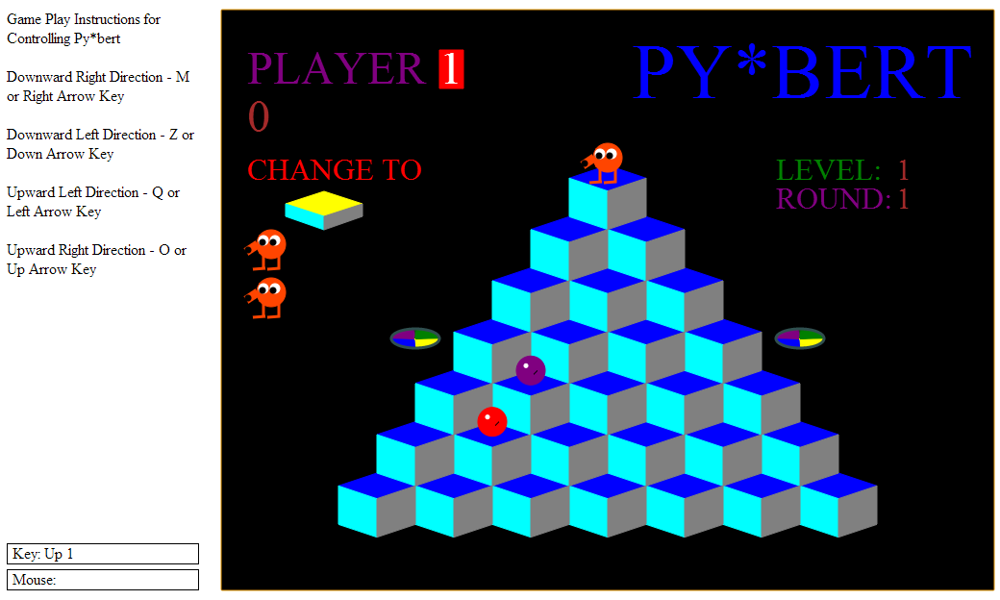 Game Play Instructions for
Controlling Py*bert
Downward Right Direction - M
or Right Arrow Key
Downward Left Direction - Z or
Down Arrow Key
Upward Left Direction - Q or
Left Arrow Key
Upward Right Direction - O or
Up Arrow Key
Key: Up 1
Mouse:
PLAYER 1
0
PY*BERT
CHANGE TO
LEVEL: 1
ROUND: 1